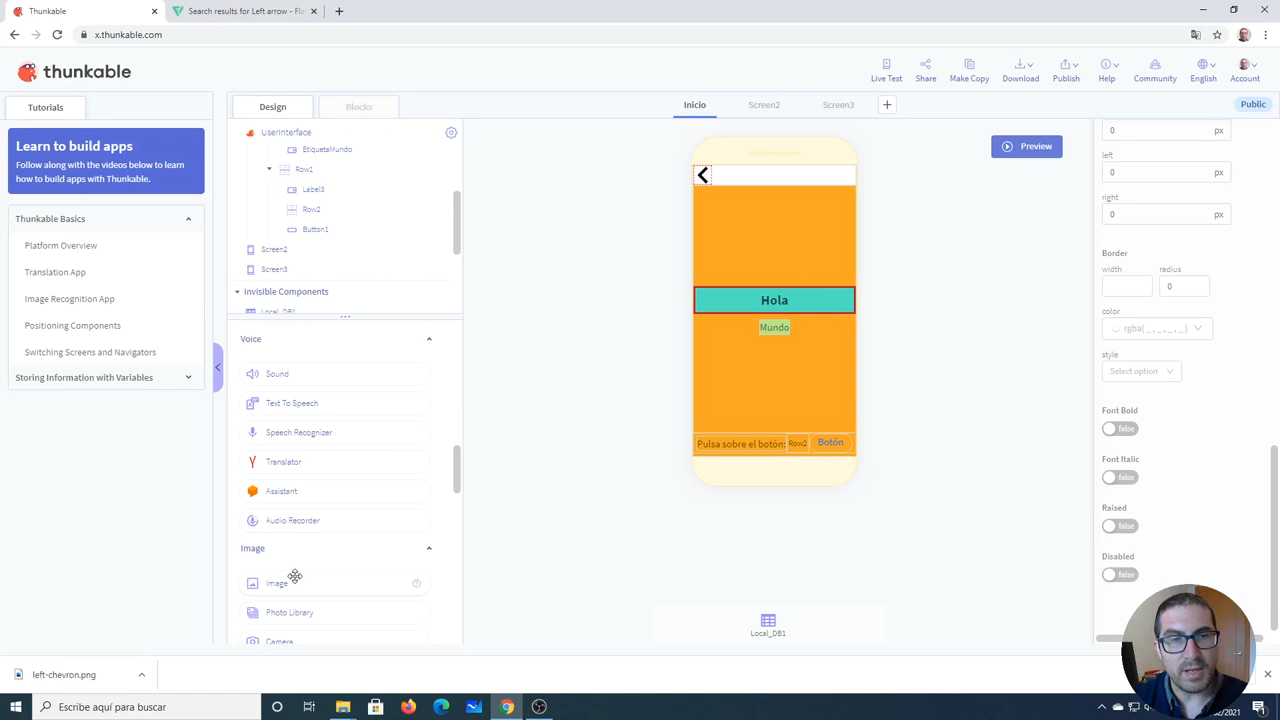 Thunkable
Search results for Left arrow - Fla
x.thunkable.com
thunkable
Live Test
Share
Make Copy
Download
Publish
Help
Community
English
Account
Tutorials
Design
Blocks
Inicio
Screen2
Screen3
Public
Learn to build apps
Follow along with the videos below to learn
how to build apps with Thunkable.
Thunkable Basics
Platform Overview
Translation App
Image Recognition App
Positioning Components
Switching Screens and Navigators
Storing Information with Variables
UserInterface
EtiquetaMundo
Row1
Label3
Row2
Button1
Screen2
Screen3
Invisible Components
Local_DB1
Voice
Sound
Text To Speech
Speech Recognizer
Translator
Assistant
Audio Recorder
Image
Image
Photo Library
Camera
Hola
Mundo
Pulsa sobre el botón:
Row2
Botón
Local_DB1
Preview
0 px
left
0 px
right
0 px
Border
width
radius
0
color
rgba(_,_,_,_)
style
Select option
Font Bold
false
Font Italic
false
Raised
false
Disabled
false
left-chevron.png
Escribe aquí para buscar